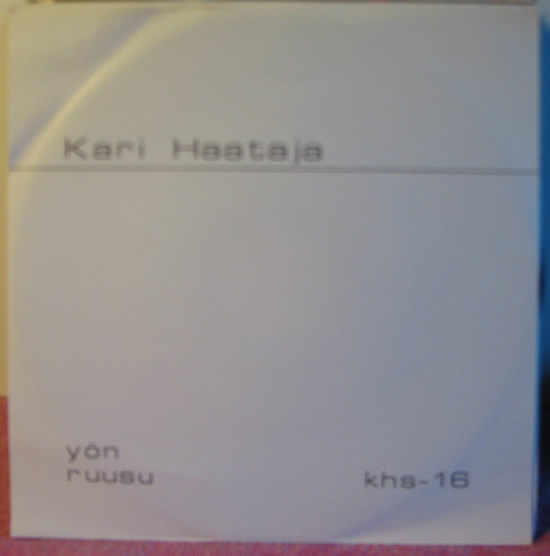 Kari Haataja
yön
ruusu
khs-16